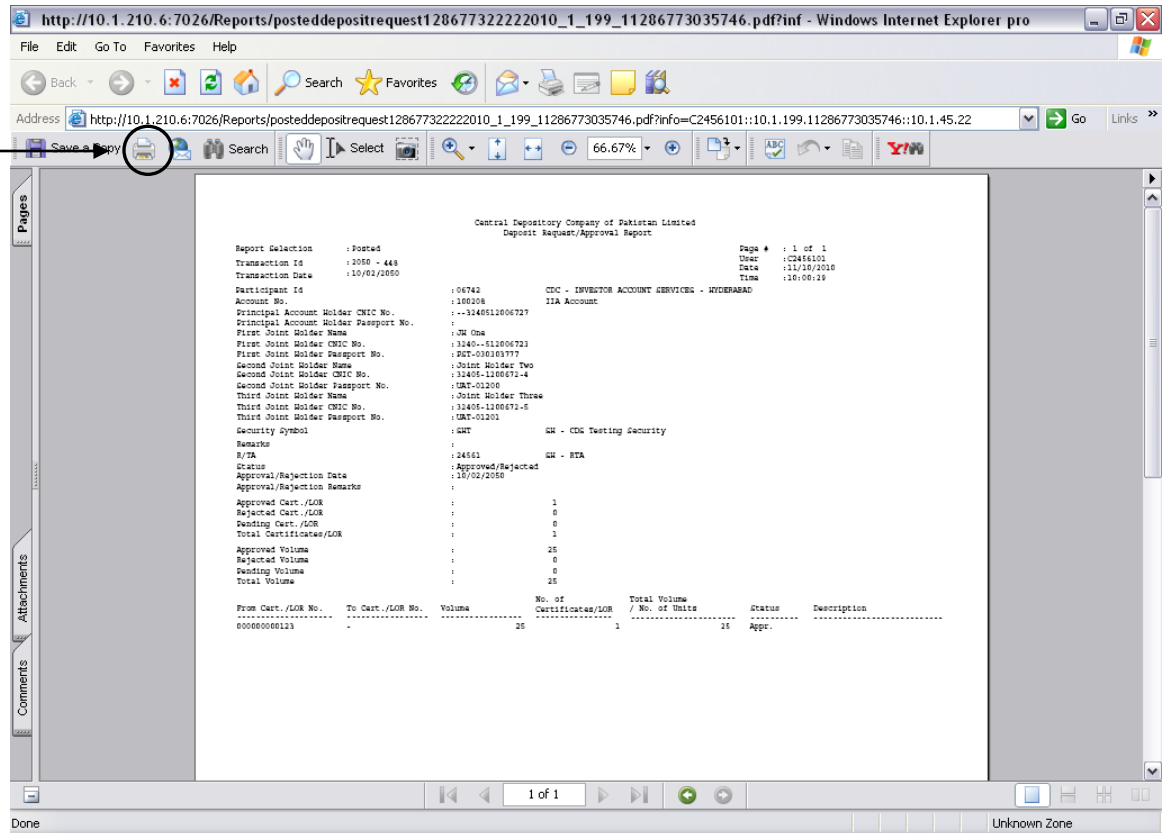 http://10.1.210.6:7026/Reports/posteddepositrequest128677322222010_1_199_11286773035746.pdf?inf - Windows Internet Explorer pro
File Edit Go To Favorites Help
Back Search Favorites
Address http://10.1.210.6:7026/Reports/posteddepositrequest128677322222010_1_199_11286773035746.pdf?info=C2456101::10.1.199.11286773035746::10.1.45.22 Go Links »
Save a Copy Search Select 66.67% ABC Y!
Pages
Attachments
Comments
Central Depository Company of Pakistan Limited
Deposit Request/Approval Report
Report Selection : Posted Page # : 1 of 1
User :C2456101
Transaction Id : 2050 - 448 Date :11/10/2010
Transaction Date : 10/02/2050 Time :10:00:29
Participant Id : 06742 CDC - INVESTOR ACCOUNT SERVICES - HYDERABAD
Account No. : 100208 IIA Account
Principal Account Holder CNIC No. : --3240512006727
Principal Account Holder Passport No. :
First Joint Holder Name : JH One
First Joint Holder CNIC No. : 3240--512006723
First Joint Holder Passport No. : PST-030303777
Second Joint Holder Name : Joint Holder Two
Second Joint Holder CNIC No. : 32405-1200672-4
Second Joint Holder Passport No. : UAT-01200
Third Joint Holder Name : Joint Holder Three
Third Joint Holder CNIC No. : 32405-1200672-5
Third Joint Holder Passport No. : UAT-01201
Security Symbol : SHT SH - CDS Testing Security
Remarks :
R/TA : 24561 SH - RTA
Status : Approved/Rejected
Approval/Rejection Date : 10/02/2050
Approval/Rejection Remarks :
Approved Cert./LOR : 1
Rejected Cert./LOR : 0
Pending Cert./LOR : 0
Total Certificates/LOR : 1
Approved Volume : 25
Rejected Volume : 0
Pending Volume : 0
Total Volume : 25
No. of Total Volume
From Cert./LOR No. To Cert./LOR No. Volume Certificates/LOR / No. of Units Status Description
000000000123 - 25 1 25 Appr.
1 of 1
Done Unknown Zone